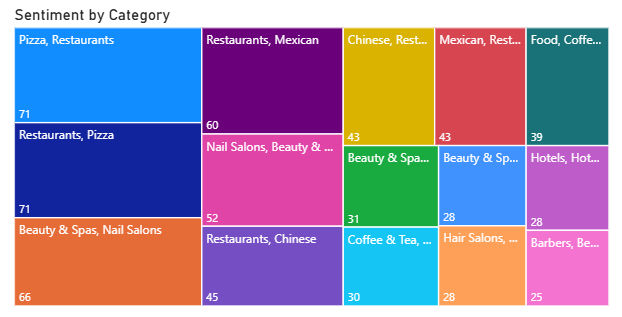 Sentiment by Category
Pizza, Restaurants
71
Restaurants, Pizza
71
Beauty & Spas, Nail Salons
66
Restaurants, Mexican
60
Nail Salons, Beauty & ...
52
Restaurants, Chinese
45
Chinese, Rest...
43
Mexican, Rest...
43
Food, Coffe...
39
Beauty & Spa...
31
Beauty & Sp...
28
Hotels, Hot...
28
Coffee & Tea, ...
30
Hair Salons, ...
28
Barbers, Be...
25